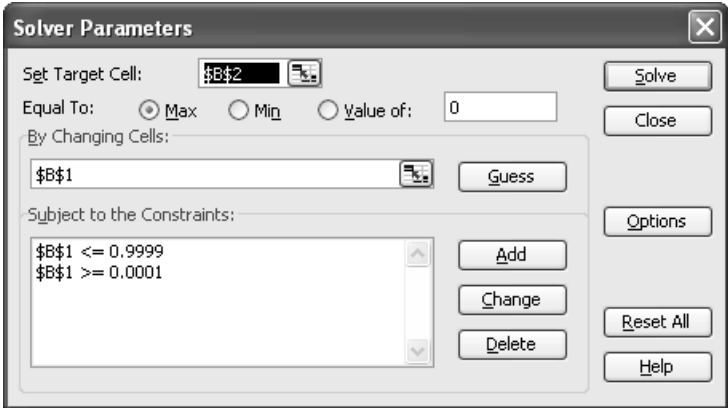 Solver Parameters
Set Target Cell: $B$2 Solve
Equal To: Max Min Value of: 0
Close
By Changing Cells:
$B$1 Guess
Subject to the Constraints:
Options
$B$1 <= 0.9999 Add
$B$1 >= 0.0001
Change
Reset All
Delete
Help